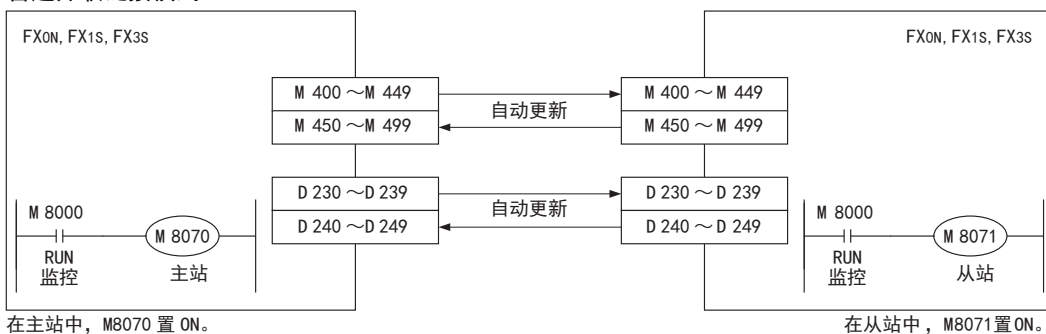 FX0N, FX1S, FX3S
FX0N, FX1S, FX3S
M 400 ～M 449
M 400 ～M 449
自动更新
M 450 ～M 499
M 450 ～M 499
D 230 ～D 239
D 230 ～D 239
自动更新
D 240 ～D 249
D 240 ～D 249
M 8000
M 8070
RUN
监控
主站
M 8000
M 8071
RUN
监控
从站
在主站中，M8070 置 ON。
在从站中，M8071置ON。